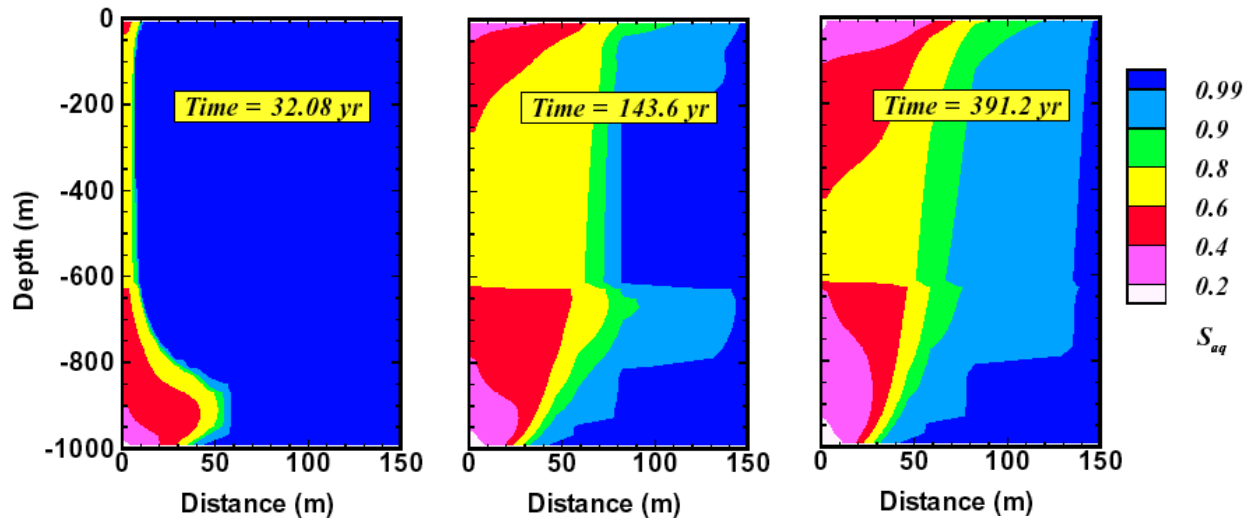 0
-200
-400
-600
-800
-1000
Depth (m)
Time = 32.08 yr
Time = 143.6 yr
Time = 391.2 yr
0 50 100 150
0 50 100 150
0 50 100 150
Distance (m)
Distance (m)
Distance (m)
0.99
0.9
0.8
0.6
0.4
0.2
Saq